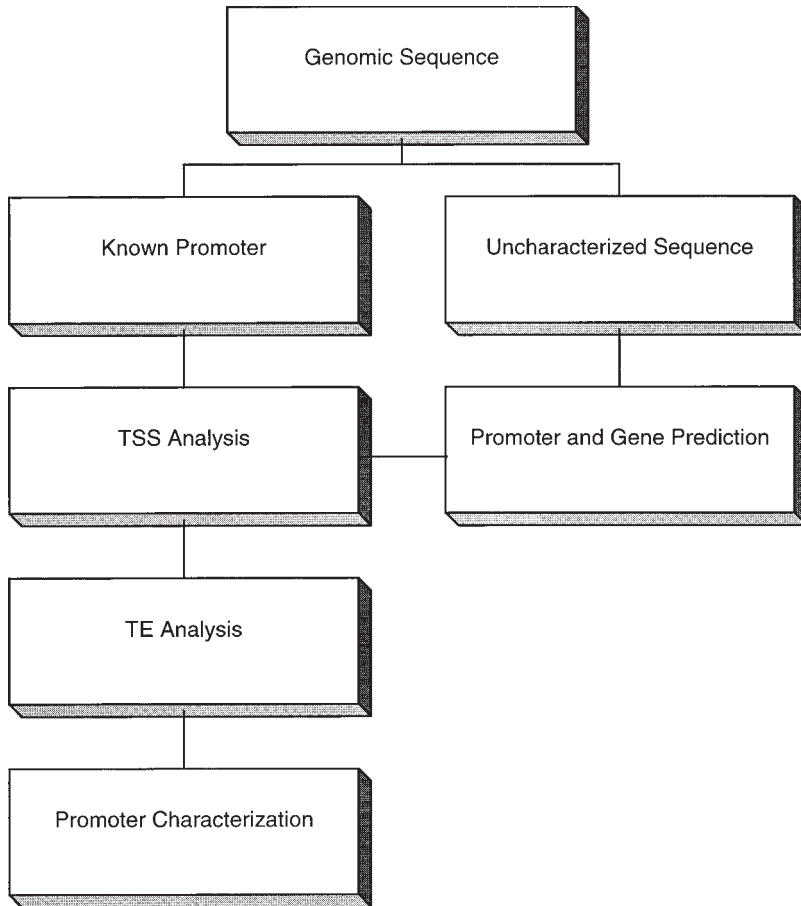 Genomic Sequence
Known Promoter
Uncharacterized Sequence
TSS Analysis
Promoter and Gene Prediction
TE Analysis
Promoter Characterization